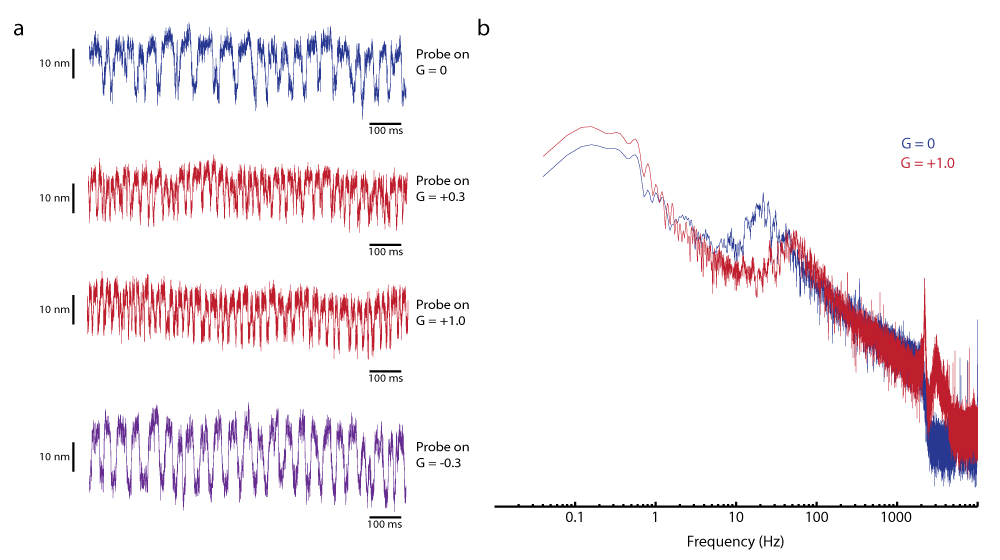 a
10 nm
Probe on
G = 0
100 ms
10 nm
Probe on
G = +0.3
100 ms
10 nm
Probe on
G = +1.0
100 ms
10 nm
Probe on
G = -0.3
100 ms
b
G = 0
G = +1.0
0.1 1 10 100 1000
Frequency (Hz)